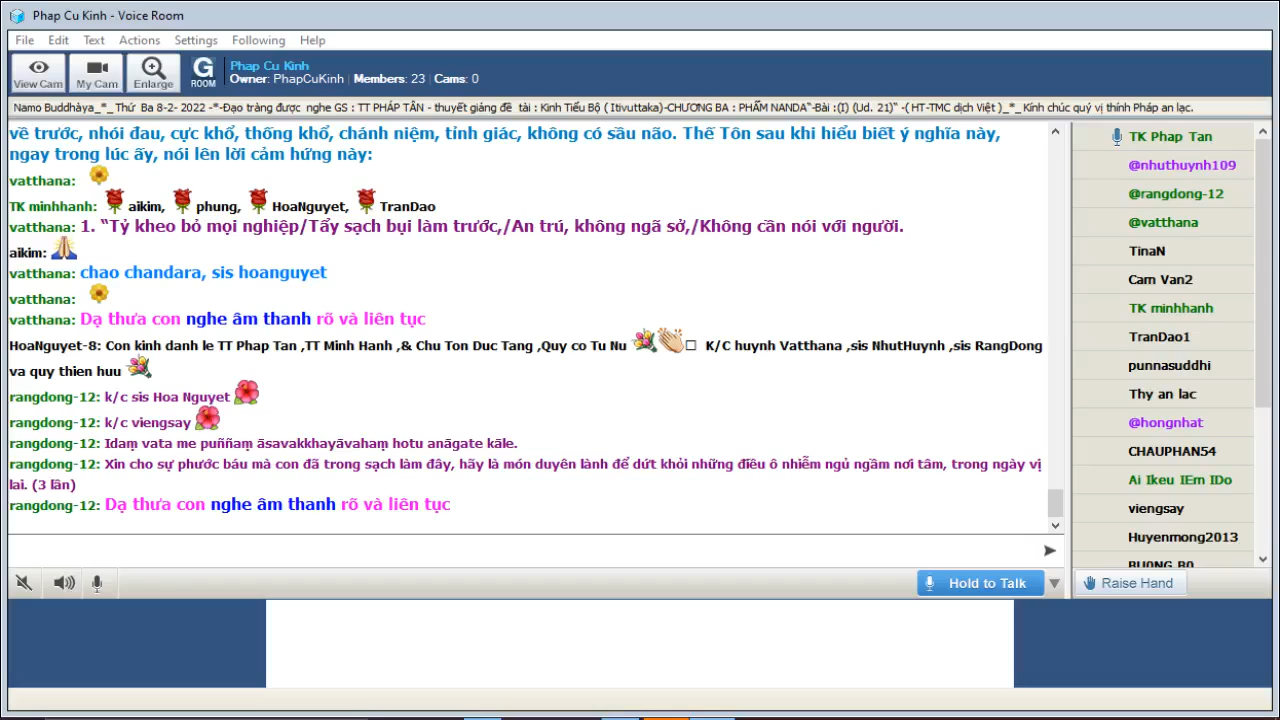 Phap Cu Kinh - Voice Room
File Edit Text Actions Settings Following Help
View Cam My Cam Enlarge G ROOM
Phap Cu Kinh
Owner: PhapCuKinh | Members: 23 | Cams: 0
Namo Buddhàya_*_Thứ Ba 8-2- 2022 -*-Đạo tràng được nghe GS : TT PHÁP TÂN - thuyết giảng đề tài : Kinh Tiểu Bộ ( Itivuttaka)-CHƯƠNG BA : PHẨM NANDA“-Bài :(I) (Ud. 21)“ -( HT-TMC dịch Việt )_*_ Kính chúc quý vị thính Pháp an lạc.
về trước, nhói đau, cực khổ, thống khổ, chánh niệm, tỉnh giác, không có sầu não. Thế Tôn sau khi hiểu biết ý nghĩa này,
ngay trong lúc ấy, nói lên lời cảm hứng này:
vatthana:
TK minhhanh: aikim, phung, HoaNguyet, TranDao
vatthana: 1. “Tỷ kheo bỏ mọi nghiệp/Tẩy sạch bụi làm trước,/An trú, không ngã sở,/Không cần nói với người.
aikim:
vatthana: chao chandara, sis hoanguyet
vatthana:
vatthana: Dạ thưa con nghe âm thanh rõ và liên tục
HoaNguyet-8: Con kinh danh le TT Phap Tan ,TT Minh Hanh ,& Chu Ton Duc Tang ,Quy co Tu Nu K/C huynh Vatthana ,sis NhutHuynh ,sis RangDong
va quy thien huu
rangdong-12: k/c sis Hoa Nguyet
rangdong-12: k/c viengsay
rangdong-12: Idaṃ vata me puññaṃ āsavakkhayāvahaṃ hotu anāgate kāle.
rangdong-12: Xin cho sự phước báu mà con đã trong sạch làm đây, hãy là món duyên lành để dứt khỏi những điều ô nhiễm ngủ ngầm nơi tâm, trong ngày vị
lai. (3 lần)
rangdong-12: Dạ thưa con nghe âm thanh rõ và liên tục
Hold to Talk
TK Phap Tan
@nhuthuynh109
@rangdong-12
@vatthana
TinaN
Cam Van2
TK minhhanh
TranDao1
punnasuddhi
Thy an lac
@hongnhat
CHAUPHAN54
Ai Ikeu IEm IDo
viengsay
Huyenmong2013
BU0NG B0
Raise Hand